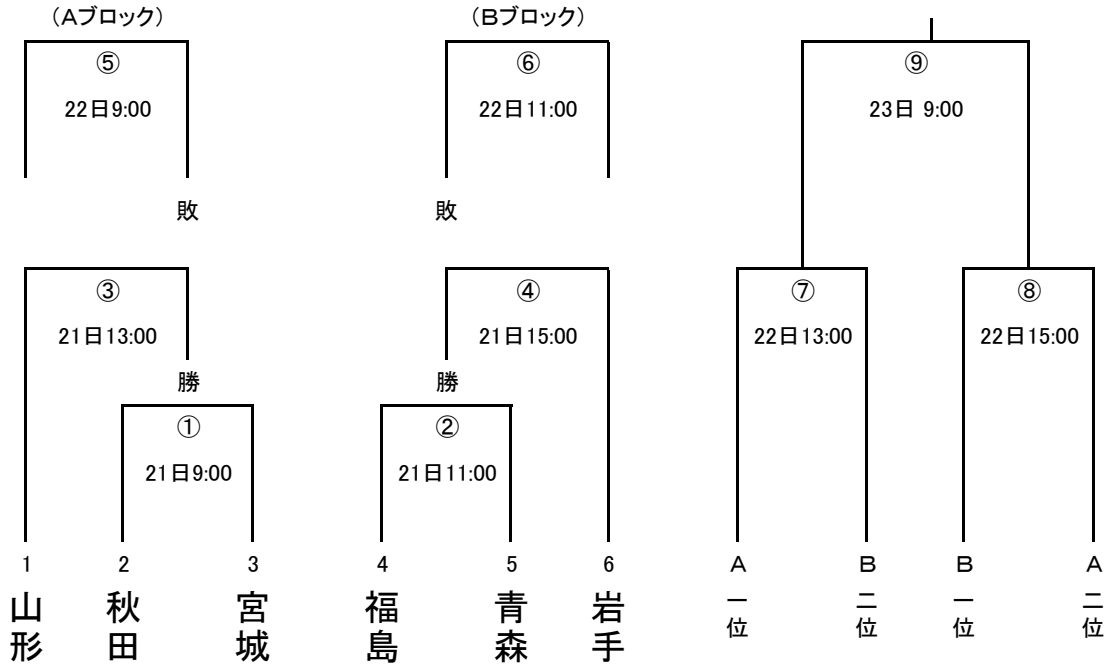 （Aブロック）
（Bブロック）
⑤
⑥
⑨
22日9:00
22日11:00
23日 9:00
敗
敗
③
④
⑦
⑧
21日13:00
21日15:00
22日13:00
22日15:00
勝
勝
①
②
21日9:00
21日11:00
1
2
3
4
5
6
山形
秋田
宮城
福島
青森
岩手
A一位
B二位
B一位
A二位